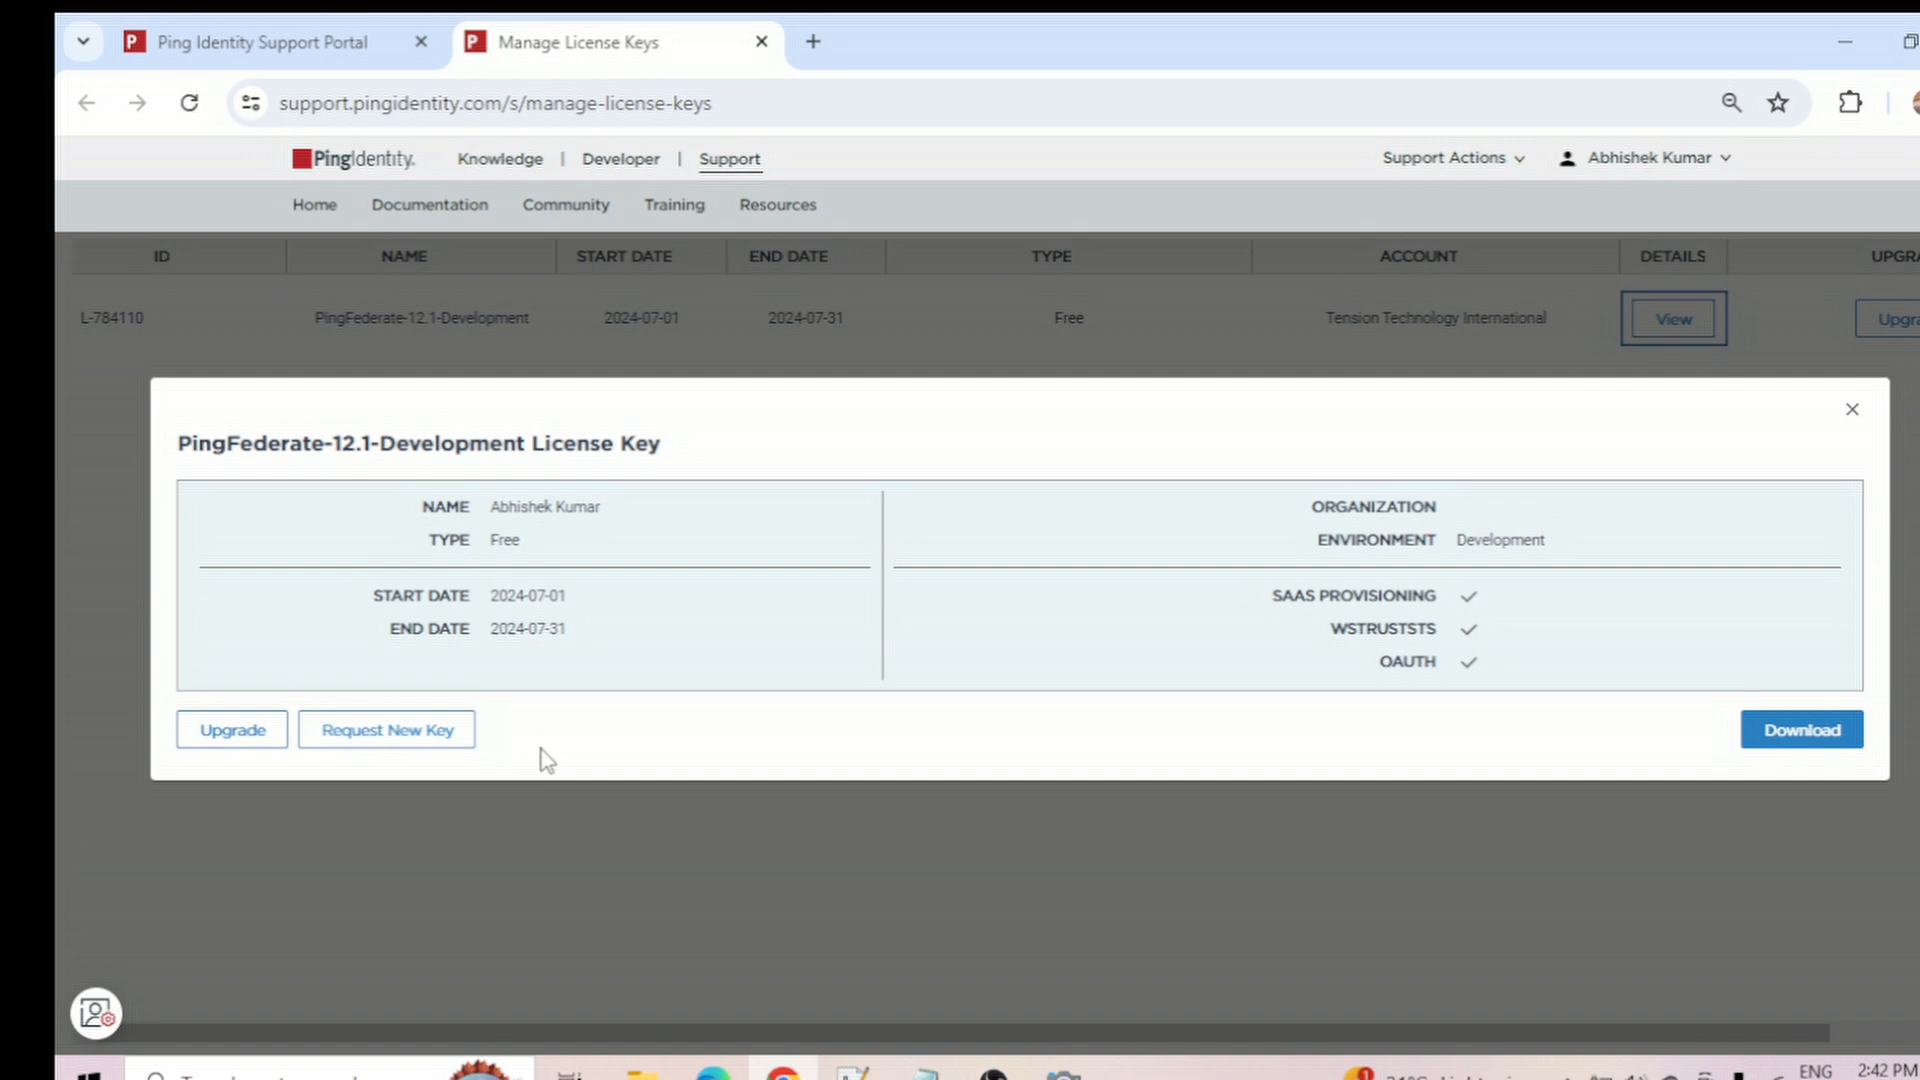 Ping Identity Support Portal
Manage License Keys
support.pingidentity.com/s/manage-license-keys
PingIdentity.
Knowledge | Developer | Support
Support Actions
Abhishek Kumar
Home Documentation Community Training Resources
ID NAME START DATE END DATE TYPE ACCOUNT DETAILS UPGRA
L-784110 PingFederate-12.1-Development 2024-07-01 2024-07-31 Free Tension Technology International View Upgra
PingFederate-12.1-Development License Key
NAME Abhishek Kumar
TYPE Free
START DATE 2024-07-01
END DATE 2024-07-31
ORGANIZATION
ENVIRONMENT Development
SAAS PROVISIONING
WSTRUSTSTS
OAUTH
Upgrade Request New Key Download
ENG 2:42 PM